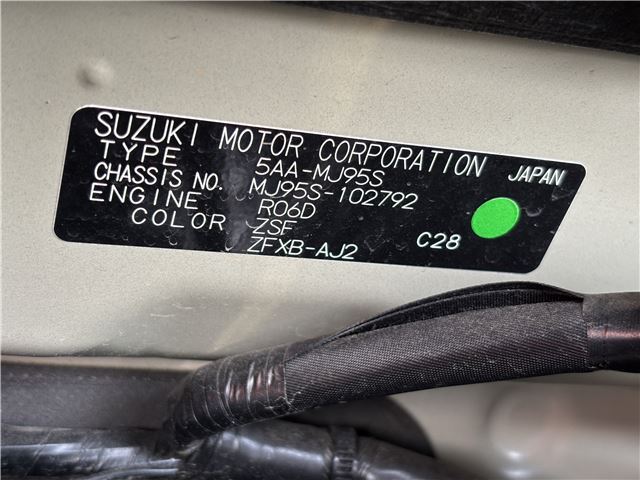 SUZUKI MOTOR CORPORATION JAPAN
TYPE 5AA-MJ95S
CHASSIS NO. MJ95S-102792
ENGINE R06D
COLOR ZSF
ZFXB-AJ2 C28